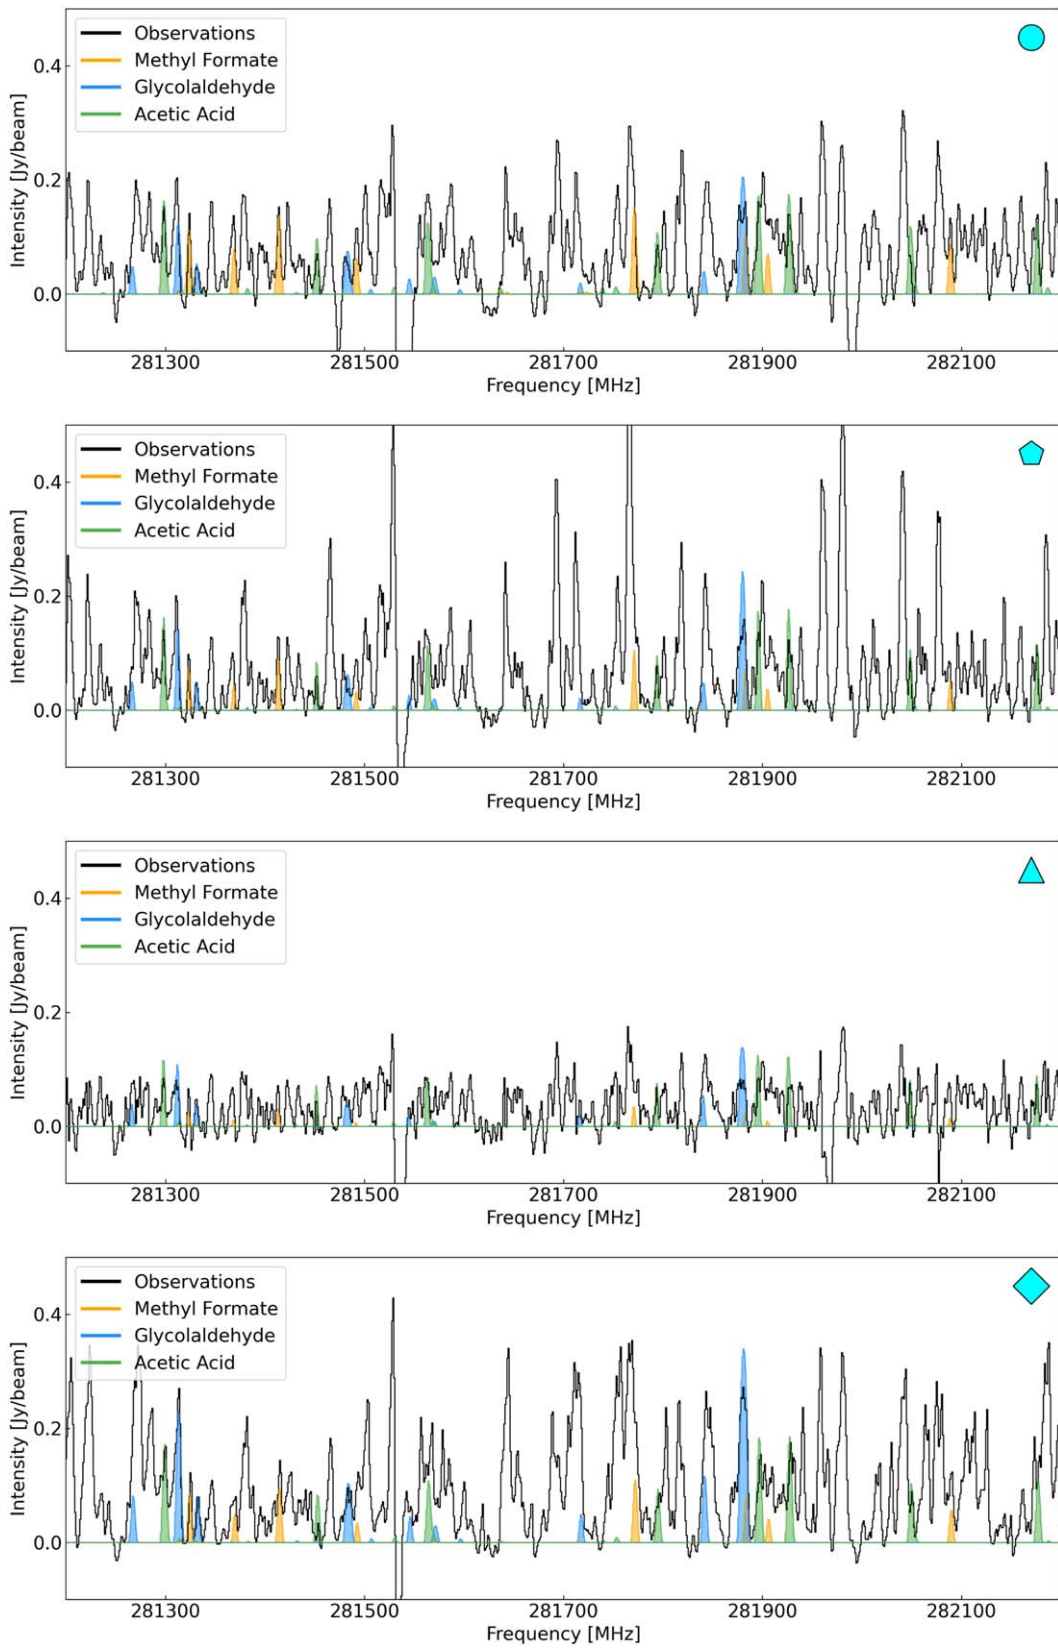 Observations
Methyl Formate
Glycolaldehyde
Acetic Acid
Intensity [Jy/beam]
0.4
0.2
0.0
281300 281500 281700 281900 282100
Frequency [MHz]
Observations
Methyl Formate
Glycolaldehyde
Acetic Acid
Intensity [Jy/beam]
0.4
0.2
0.0
281300 281500 281700 281900 282100
Frequency [MHz]
Observations
Methyl Formate
Glycolaldehyde
Acetic Acid
Intensity [Jy/beam]
0.4
0.2
0.0
281300 281500 281700 281900 282100
Frequency [MHz]
Observations
Methyl Formate
Glycolaldehyde
Acetic Acid
Intensity [Jy/beam]
0.4
0.2
0.0
281300 281500 281700 281900 282100
Frequency [MHz]